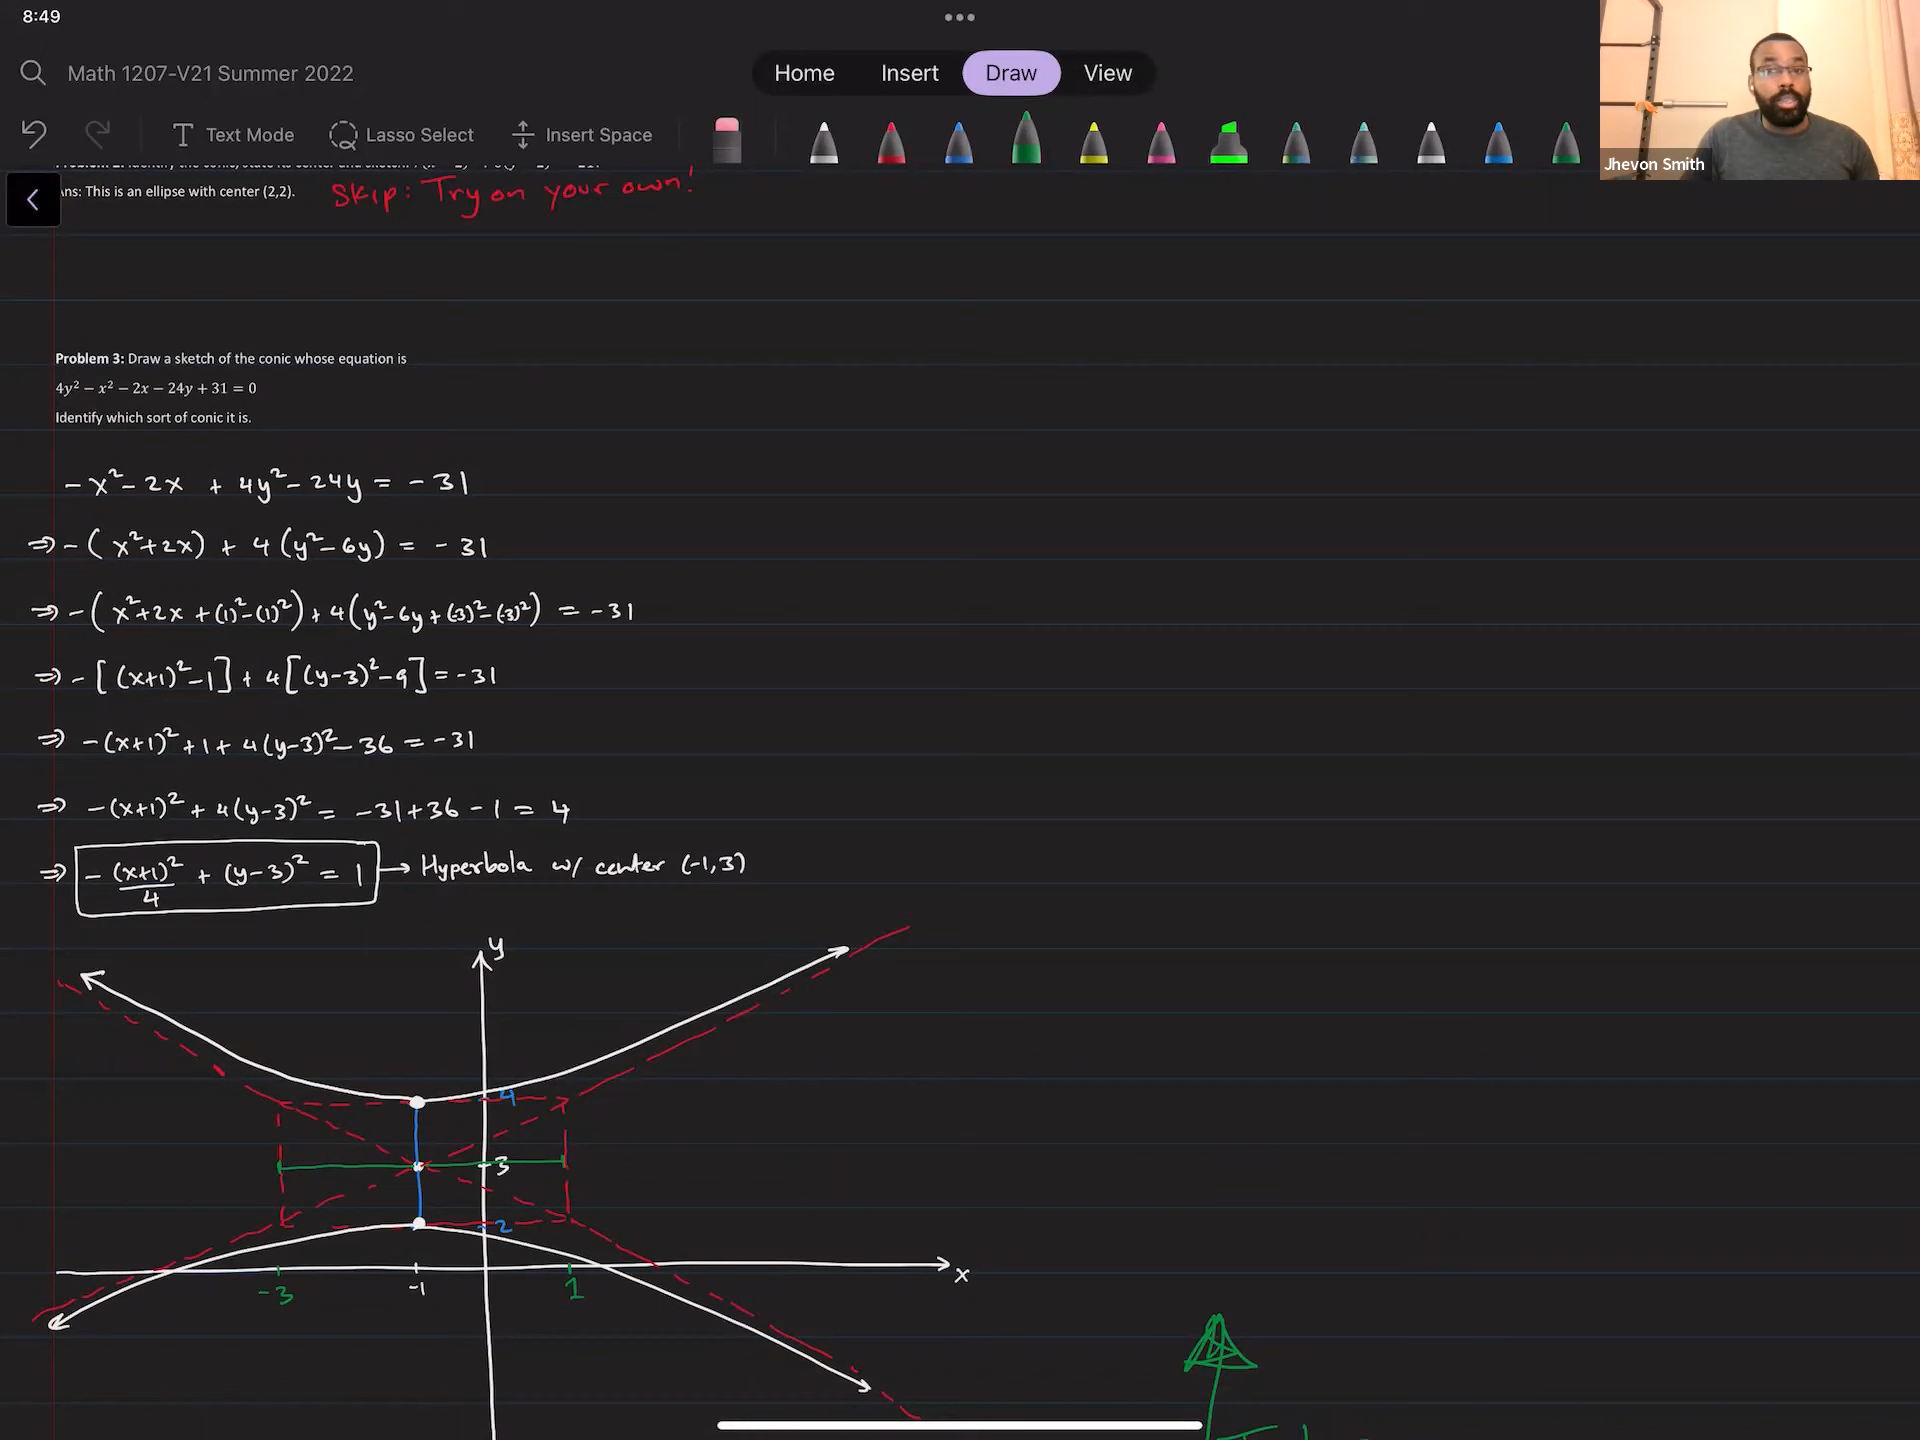 8:49
Math 1207-V21 Summer 2022
Home Insert Draw View
Text Mode Lasso Select Insert Space
Jhevon Smith
Ans: This is an ellipse with center (2,2). Skip: Try on your own!
Problem 3: Draw a sketch of the conic whose equation is
4y² − x² − 2x − 24y + 31 = 0
Identify which sort of conic it is.
-x² - 2x + 4y² - 24y = -31
⇒ -(x² + 2x) + 4(y² - 6y) = -31
⇒ -(x² + 2x + (1)² - (1)²) + 4(y² - 6y + (-3)² - (-3)²) = -31
⇒ -[(x+1)² - 1] + 4[(y-3)² - 9] = -31
⇒ -(x+1)² + 1 + 4(y-3)² - 36 = -31
⇒ -(x+1)² + 4(y-3)² = -31 + 36 - 1 = 4
⇒ -(x+1)²/4 + (y-3)² = 1 → Hyperbola w/ center (-1,3)
y
4
3
2
-3 -1 1 x